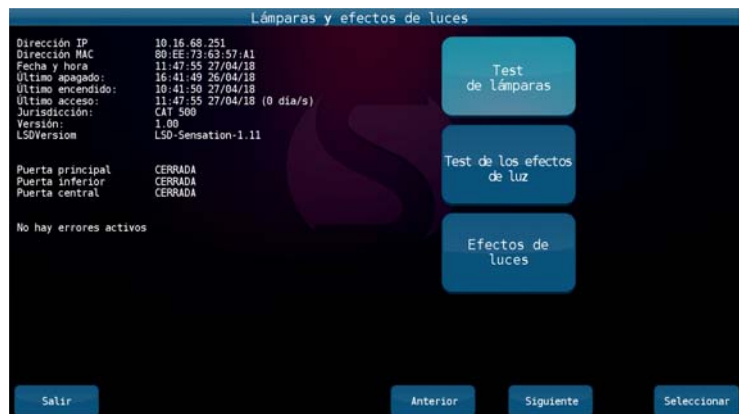 Lámparas y efectos de luces
Dirección IP 10.16.68.251
Dirección MAC 80:EE:73:63:57:A1
Fecha y hora 11:47:55 27/04/18
Último apagado: 16:41:49 26/04/18
Último encendido: 10:41:50 27/04/18
Último acceso: 11:47:55 27/04/18 (0 día/s)
Jurisdicción: CAT 500
Versión: 1.00
LSDVersiom LSD-Sensation-1.11
Puerta principal CERRADA
Puerta inferior CERRADA
Puerta central CERRADA
No hay errores activos
Test
de lámparas
Test de los efectos
de luz
Efectos de
luces
Salir
Anterior
Siguiente
Seleccionar